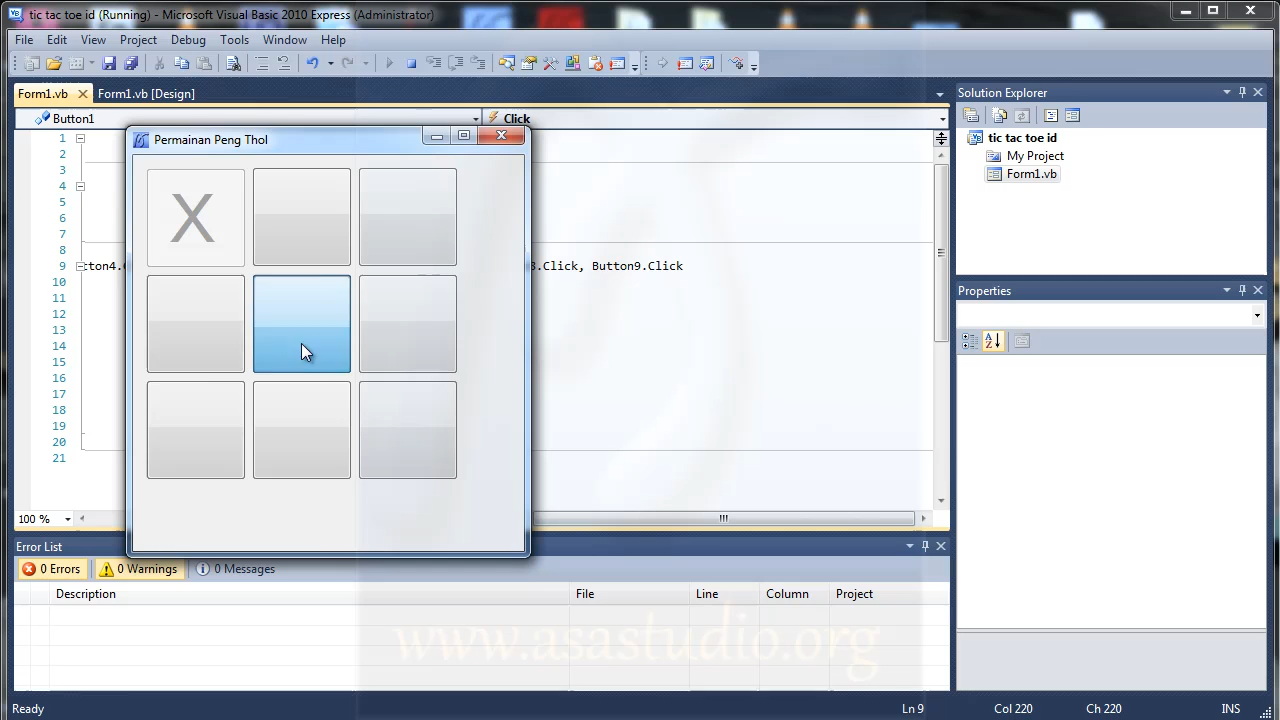 tic tac toe id (Running) - Microsoft Visual Basic 2010 Express (Administrator)
File Edit View Project Debug Tools Window Help
Form1.vb Form1.vb [Design]
Button1 Click
1
2
3
4
5
6
7
8
9 tton4. .Click, Button9.Click
10
11
12
13
14
15
16
17
18
19
20
21
Permainan Peng Thol
X
100 %
Error List
0 Errors 0 Warnings 0 Messages
Description File Line Column Project
Solution Explorer
tic tac toe id
My Project
Form1.vb
Properties
www.asastudio.org
Ready Ln 9 Col 220 Ch 220 INS